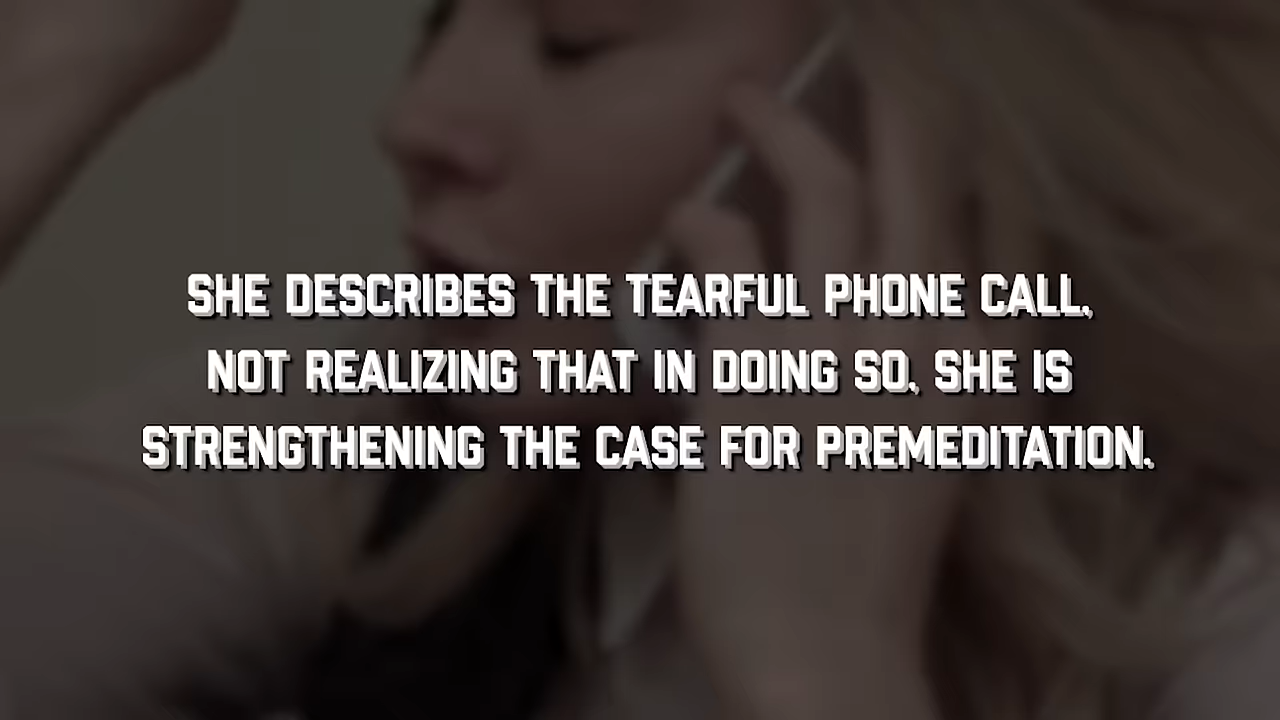 SHE DESCRIBES THE TEARFUL PHONE CALL,
NOT REALIZING THAT IN DOING SO, SHE IS
STRENGTHENING THE CASE FOR PREMEDITATION.